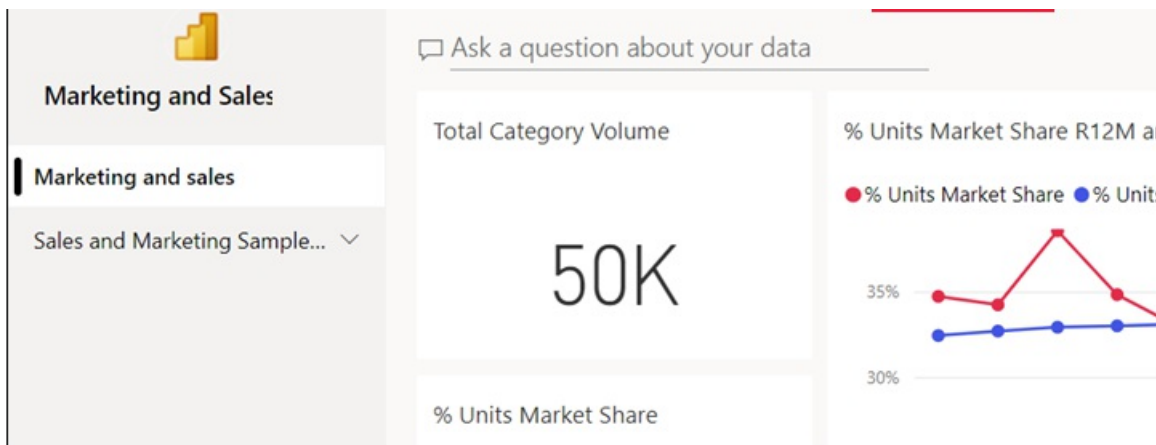 Marketing and Sales
Marketing and sales
Sales and Marketing Sample...
Ask a question about your data
Total Category Volume
50K
% Units Market Share
% Units Market Share R12M
% Units Market Share % Unit
35%
30%